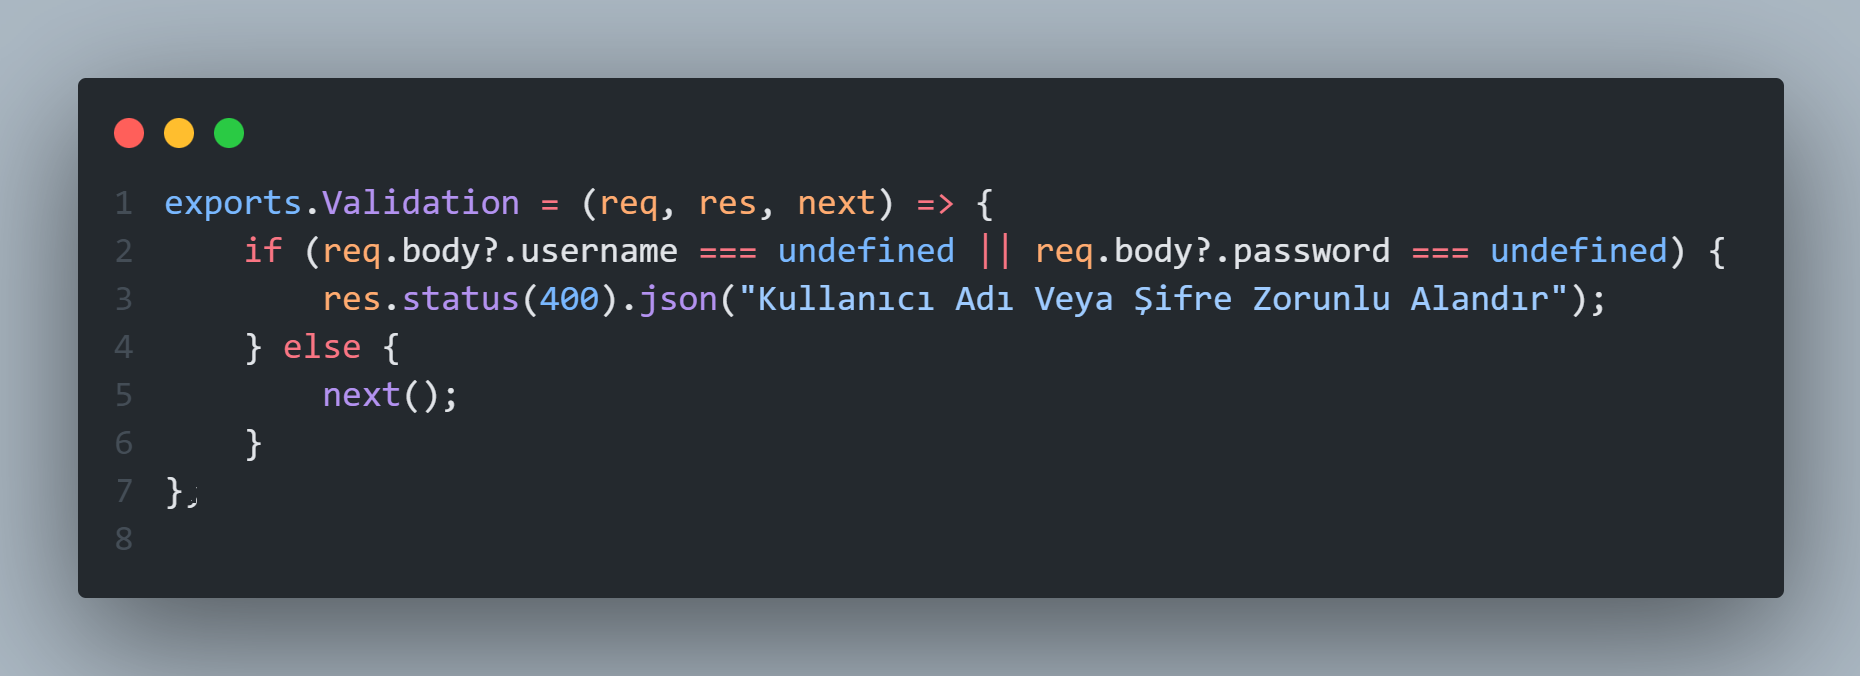 1 exports.Validation = (req, res, next) => {
2     if (req.body?.username === undefined || req.body?.password === undefined) {
3         res.status(400).json("Kullanıcı Adı Veya Şifre Zorunlu Alandır");
4     } else {
5         next();
6     }
7 };
8